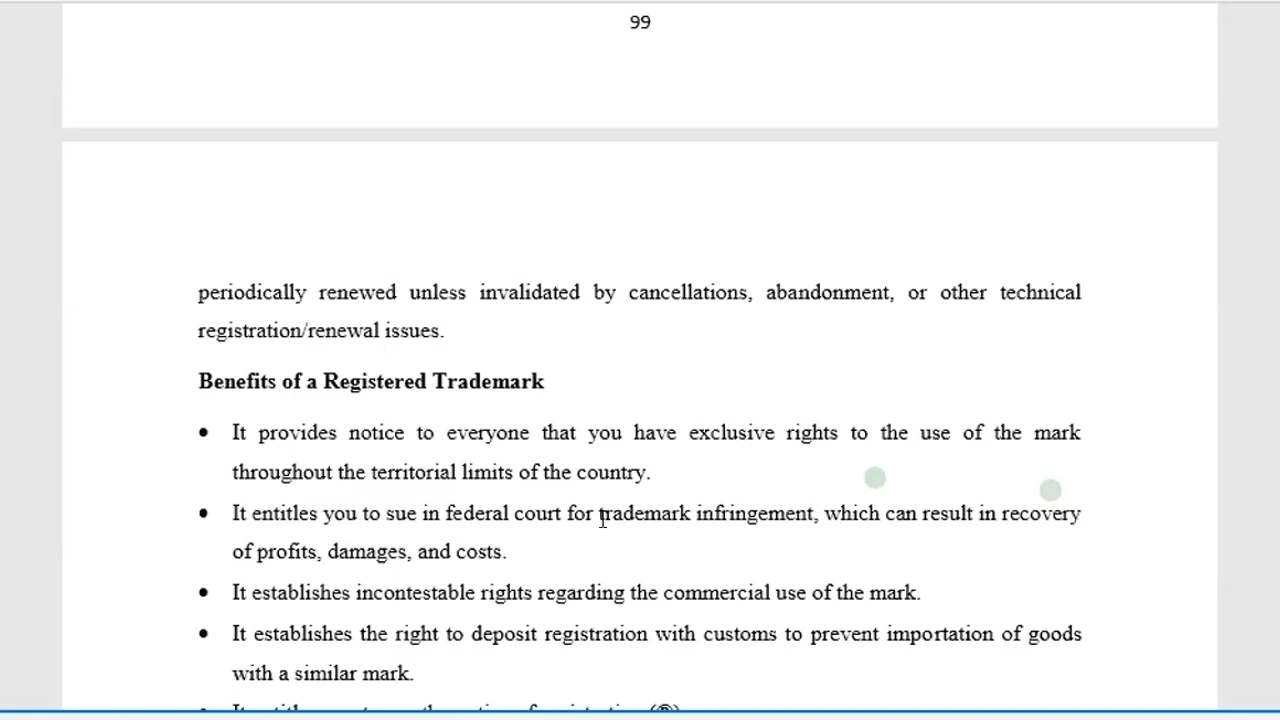 99
periodically renewed unless invalidated by cancellations, abandonment, or other technical
registration/renewal issues.
Benefits of a Registered Trademark
• It provides notice to everyone that you have exclusive rights to the use of the mark
throughout the territorial limits of the country.
• It entitles you to sue in federal court for trademark infringement, which can result in recovery
of profits, damages, and costs.
• It establishes incontestable rights regarding the commercial use of the mark.
• It establishes the right to deposit registration with customs to prevent importation of goods
with a similar mark.